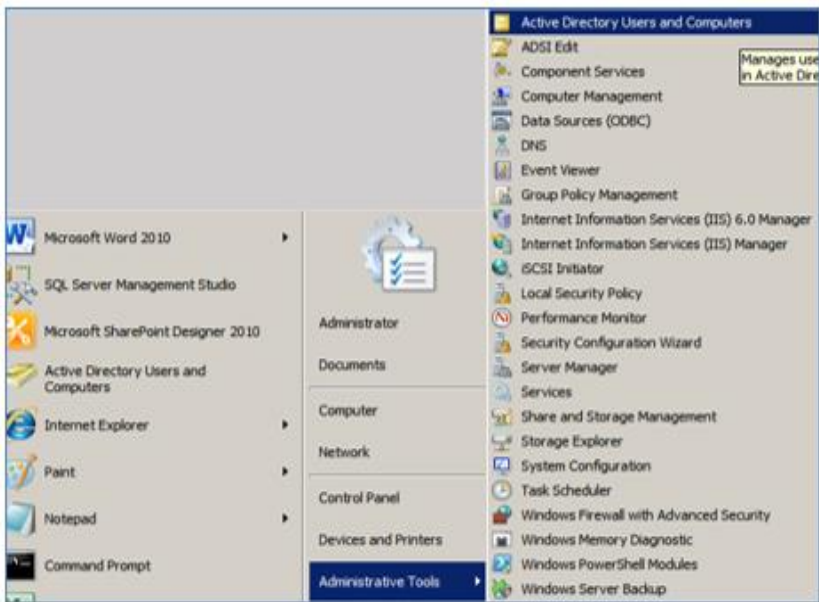 Microsoft Word 2010
SQL Server Management Studio
Microsoft SharePoint Designer 2010
Active Directory Users and
Computers
Internet Explorer
Paint
Notepad
Command Prompt
Administrator
Documents
Computer
Network
Control Panel
Devices and Printers
Administrative Tools
Active Directory Users and Computers
ADSI Edit
Manages use
in Active Dire
Component Services
Computer Management
Data Sources (ODBC)
DNS
Event Viewer
Group Policy Management
Internet Information Services (IIS) 6.0 Manager
Internet Information Services (IIS) Manager
iSCSI Initiator
Local Security Policy
Performance Monitor
Security Configuration Wizard
Server Manager
Services
Share and Storage Management
Storage Explorer
System Configuration
Task Scheduler
Windows Firewall with Advanced Security
Windows Memory Diagnostic
Windows PowerShell Modules
Windows Server Backup